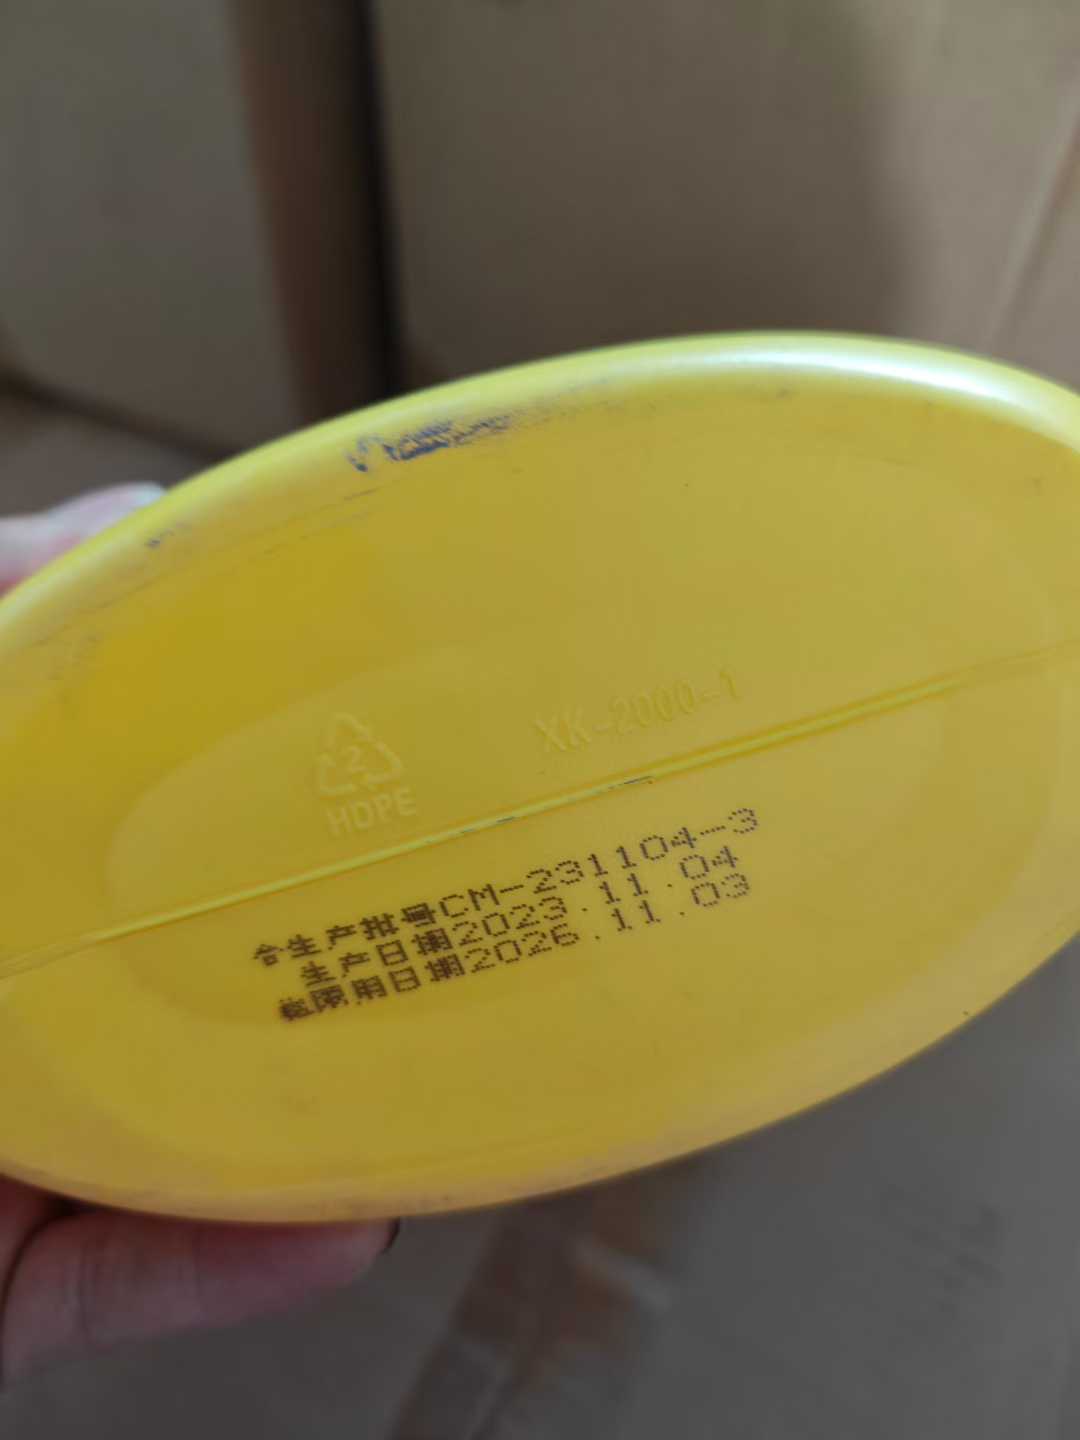 XK-2000-1
2
HDPE
合生产批号CM-231104-3
生产日期2023.11.04
限用日期2026.11.03